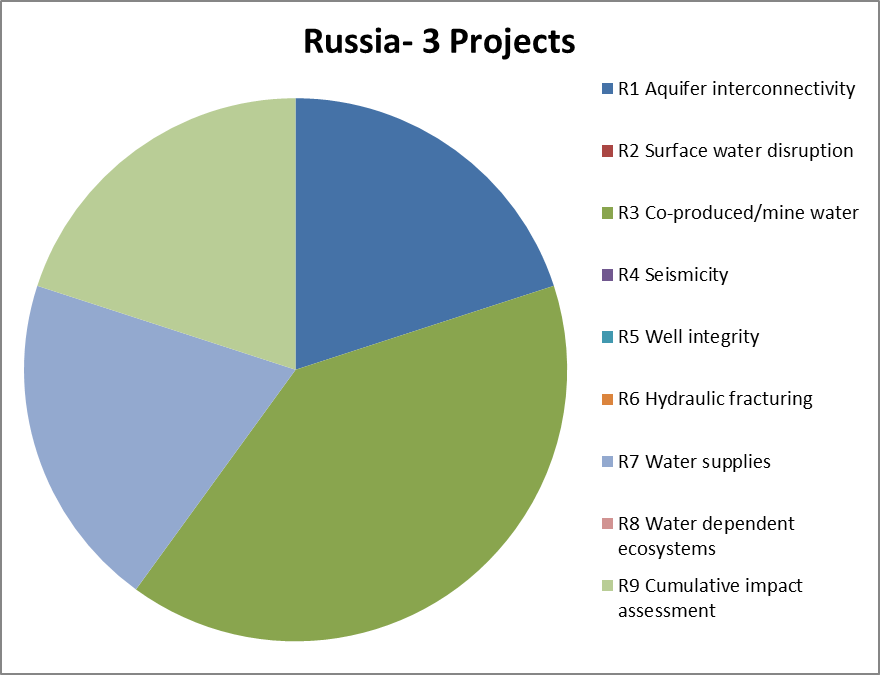 Russia- 3 Projects
R1 Aquifer interconnectivity
R2 Surface water disruption
R3 Co-produced/mine water
R4 Seismicity
R5 Well integrity
R6 Hydraulic fracturing
R7 Water supplies
R8 Water dependent
ecosystems
R9 Cumulative impact
assessment